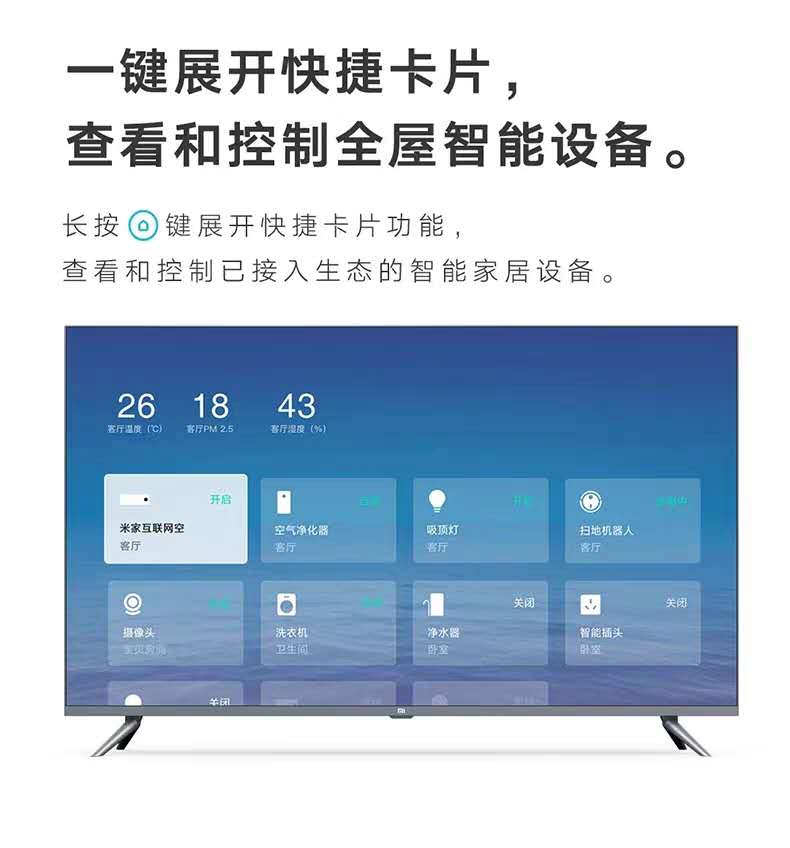 一键展开快捷卡片，
查看和控制全屋智能设备。
长按键展开快捷卡片功能，
查看和控制已接入生态的智能家居设备。
26 18 43
客厅温度（℃） 客厅PM 2.5 客厅湿度（%）
开启
米家互联网空
客厅
空气净化器
客厅
开启
吸顶灯
客厅
扫地机器人
客厅
摄像头
洗衣机
卫生间
关闭
净水器
卧室
关闭
智能插头
卧室
关闭